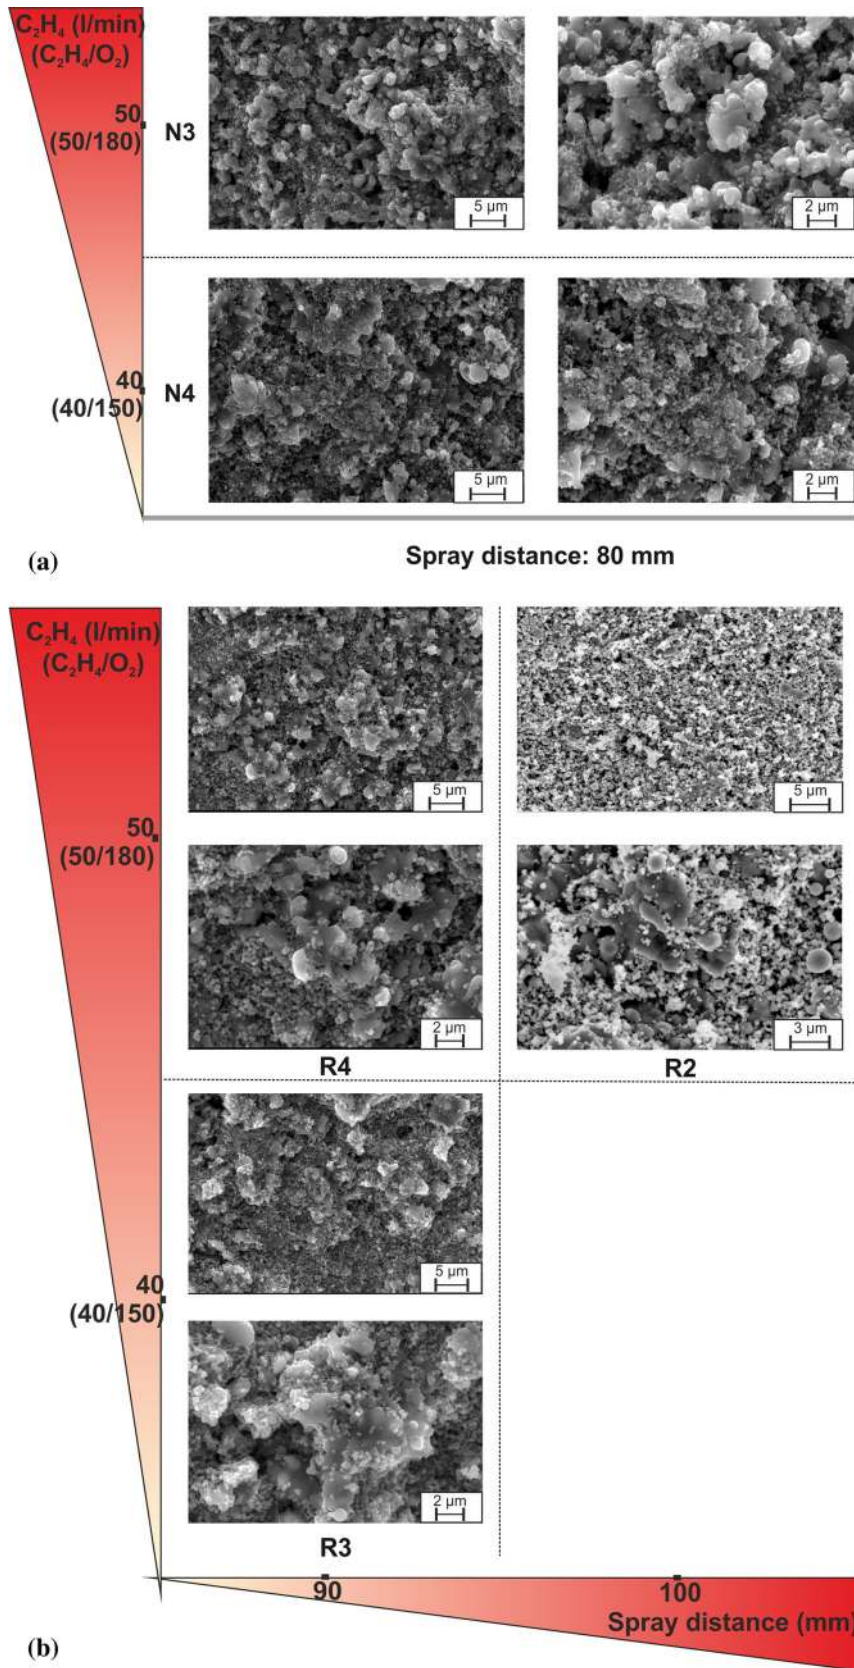 C₂H₄ (l/min)
(C₂H₄/O₂)
50
(50/180)
N3
5 µm
2 µm
40
(40/150)
N4
5 µm
2 µm
(a)
Spray distance: 80 mm
C₂H₄ (l/min)
(C₂H₄/O₂)
5 µm
5 µm
50
(50/180)
2 µm
3 µm
R4
R2
5 µm
40
(40/150)
2 µm
R3
90
100
Spray distance (mm)
(b)